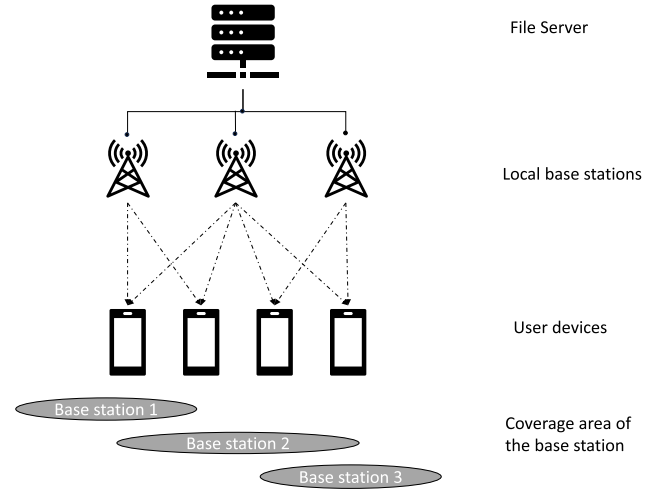 File Server
Local base stations
User devices
Base station 1
Coverage area of
the base station
Base station 2
Base station 3